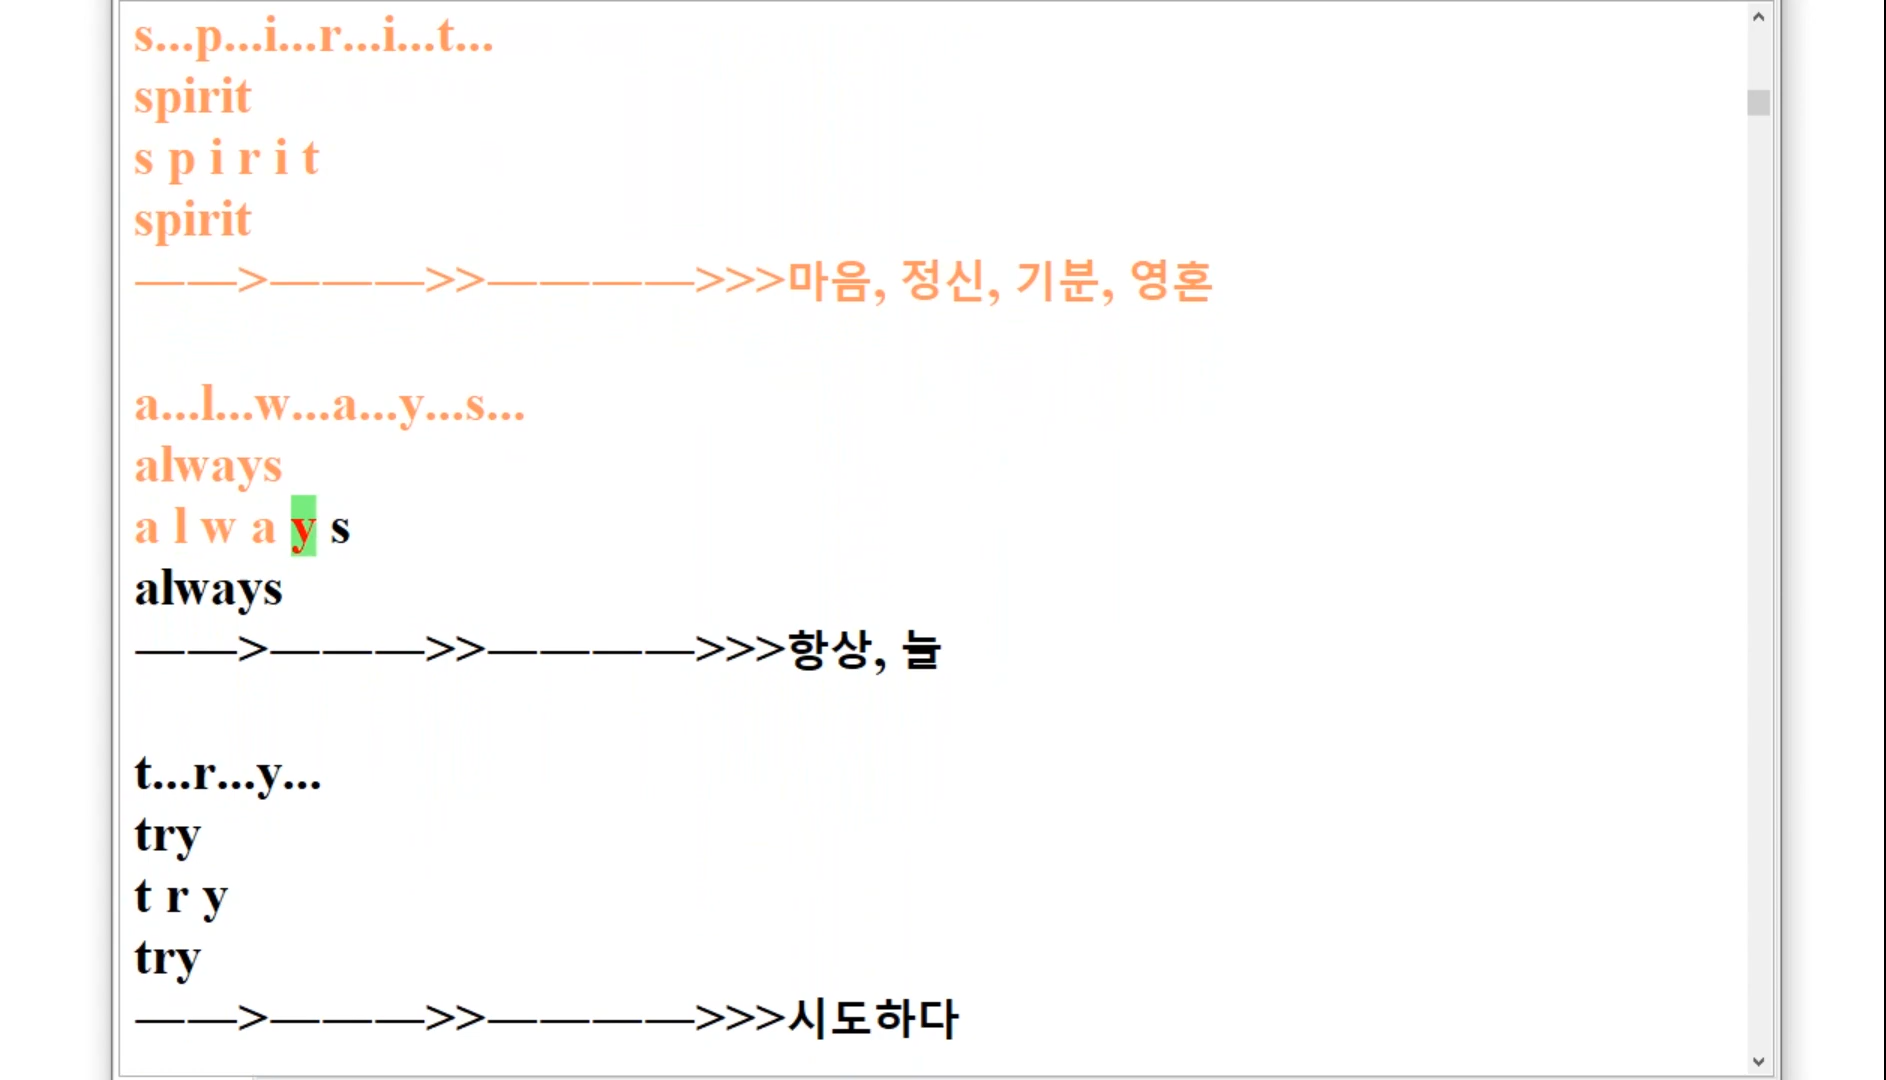 s...p...i...r...i...t...
spirit
s p i r i t
spirit
——>———>>————>>>마음, 정신, 기분, 영혼
a...l...w...a...y...s...
always
a l w a y s
always
——>———>>————>>>항상, 늘
t...r...y...
try
t r y
try
——>———>>————>>>시도하다